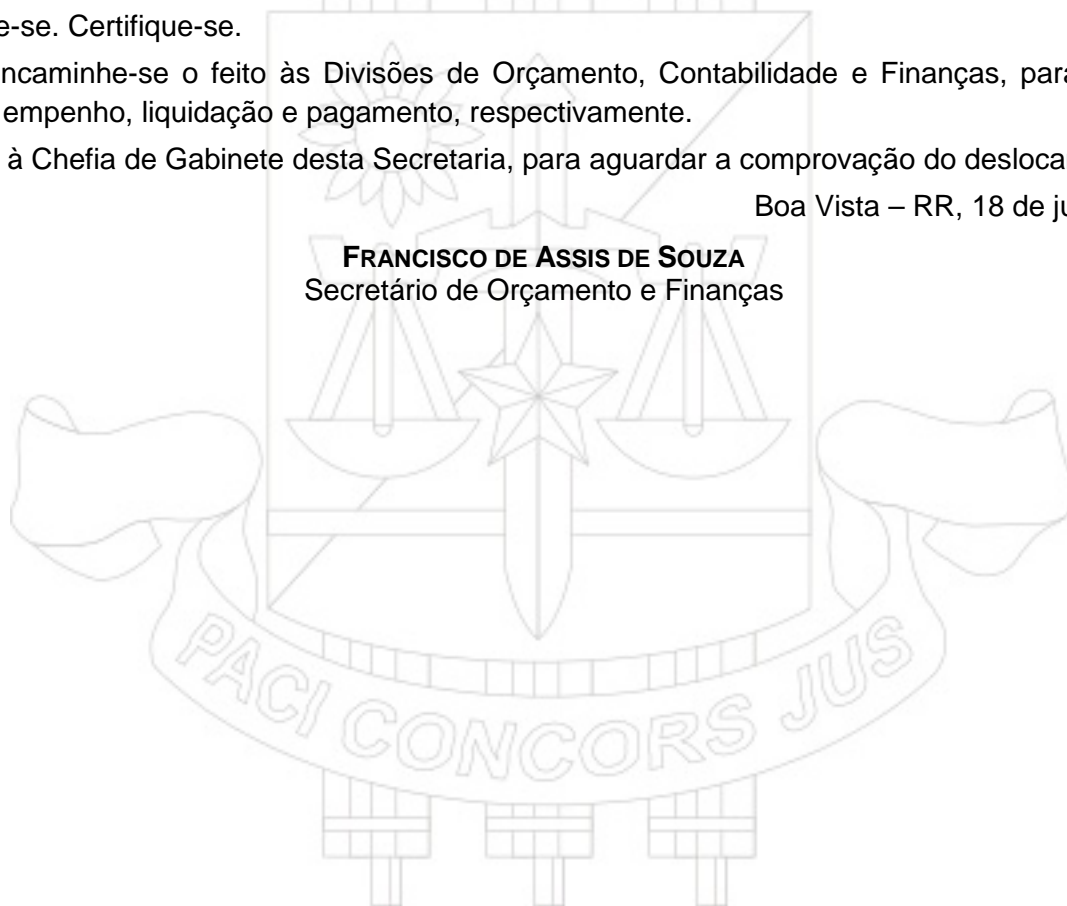 e-se. Certifique-se.
ncaminhe-se o feito às Divisões de Orçamento, Contabilidade e Finanças, para
empenho, liquidação e pagamento, respectivamente.
à Chefia de Gabinete desta Secretaria, para aguardar a comprovação do desloca
Boa Vista – RR, 18 de ju
FRANCISCO DE ASSIS DE SOUZA
Secretário de Orçamento e Finanças
PACI CONCORS JUS